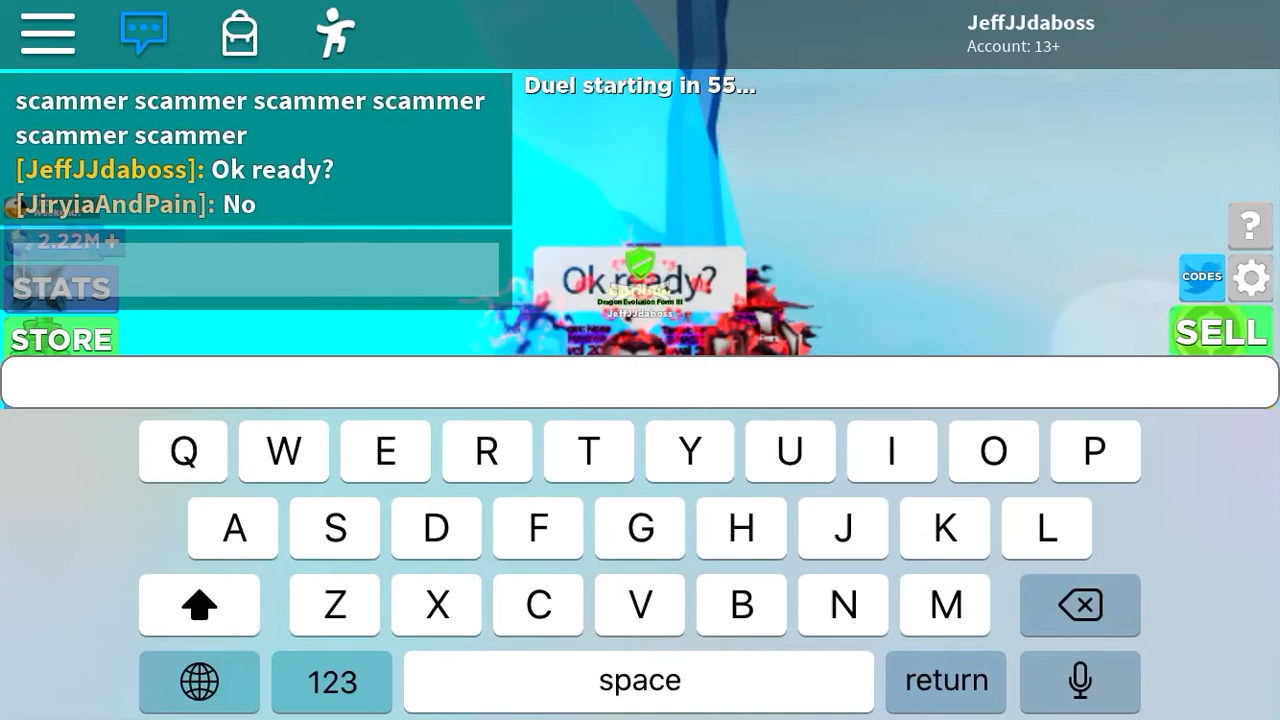 JeffJJdaboss
Account: 13+
Duel starting in 55...
scammer scammer scammer scammer
scammer scammer
[JeffJJdaboss]: Ok ready?
[JiryiaAndPain]: No
2.22M +
STATS
STORE
Ok ready?
Dragon Evolution Form III
JeffJJdaboss
?
CODES
SELL
Q W E R T Y U I O P
A S D F G H J K L
Z X C V B N M
123 space return